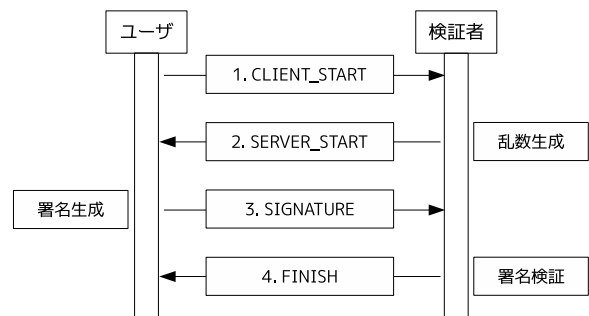 ユーザ
検証者
1. CLIENT_START
2. SERVER_START
乱数生成
署名生成
3. SIGNATURE
4. FINISH
署名検証